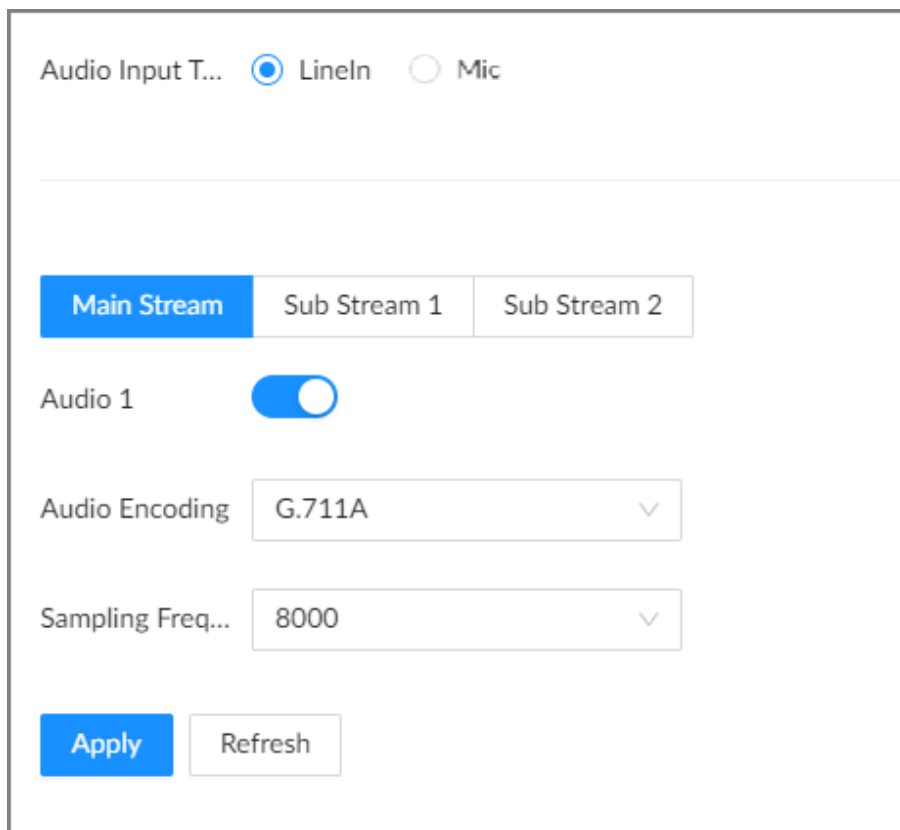 Audio Input T... LineIn Mic
Main Stream Sub Stream 1 Sub Stream 2
Audio 1
Audio Encoding G.711A
Sampling Freq... 8000
Apply Refresh